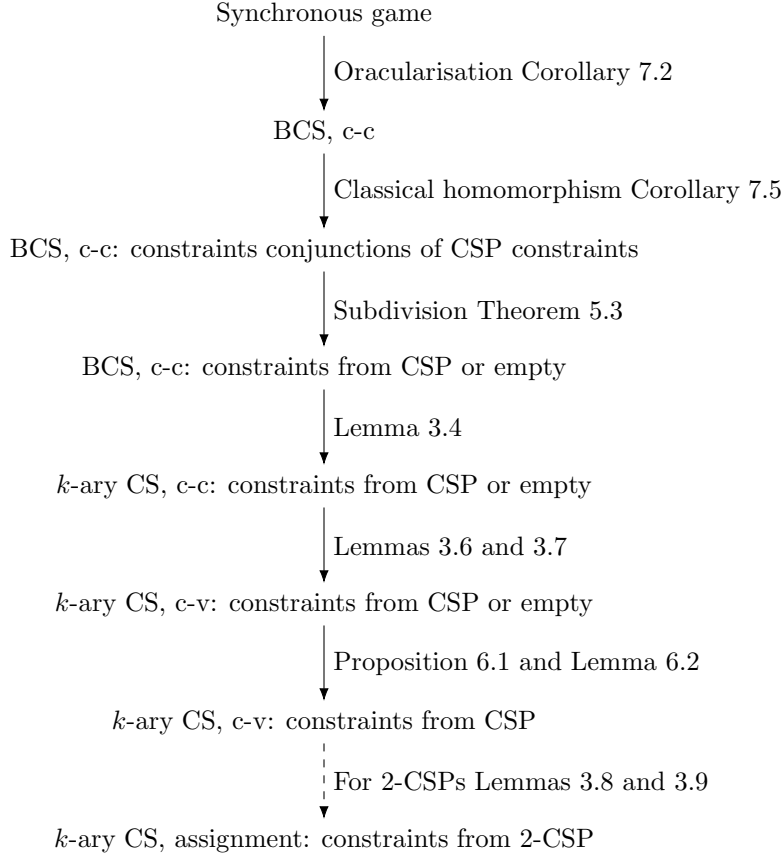 Synchronous game
Oracularisation Corollary 7.2
BCS, c-c
Classical homomorphism Corollary 7.5
BCS, c-c: constraints conjunctions of CSP constraints
Subdivision Theorem 5.3
BCS, c-c: constraints from CSP or empty
Lemma 3.4
k-ary CS, c-c: constraints from CSP or empty
Lemmas 3.6 and 3.7
k-ary CS, c-v: constraints from CSP or empty
Proposition 6.1 and Lemma 6.2
k-ary CS, c-v: constraints from CSP
For 2-CSPs Lemmas 3.8 and 3.9
k-ary CS, assignment: constraints from 2-CSP